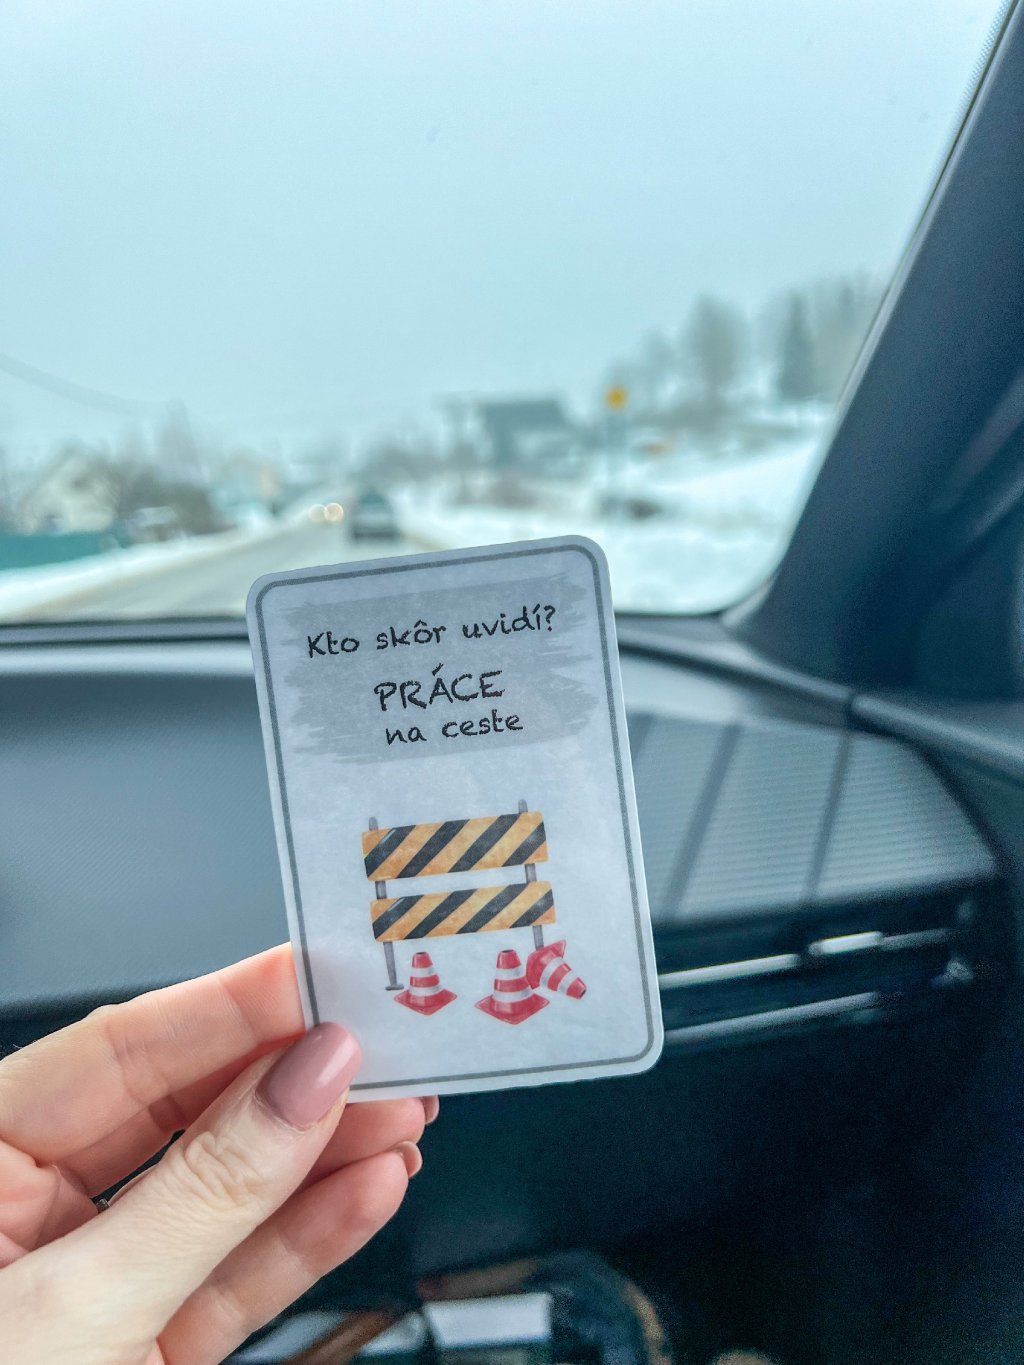 Kto skôr uvidí?
PRÁCE
na ceste